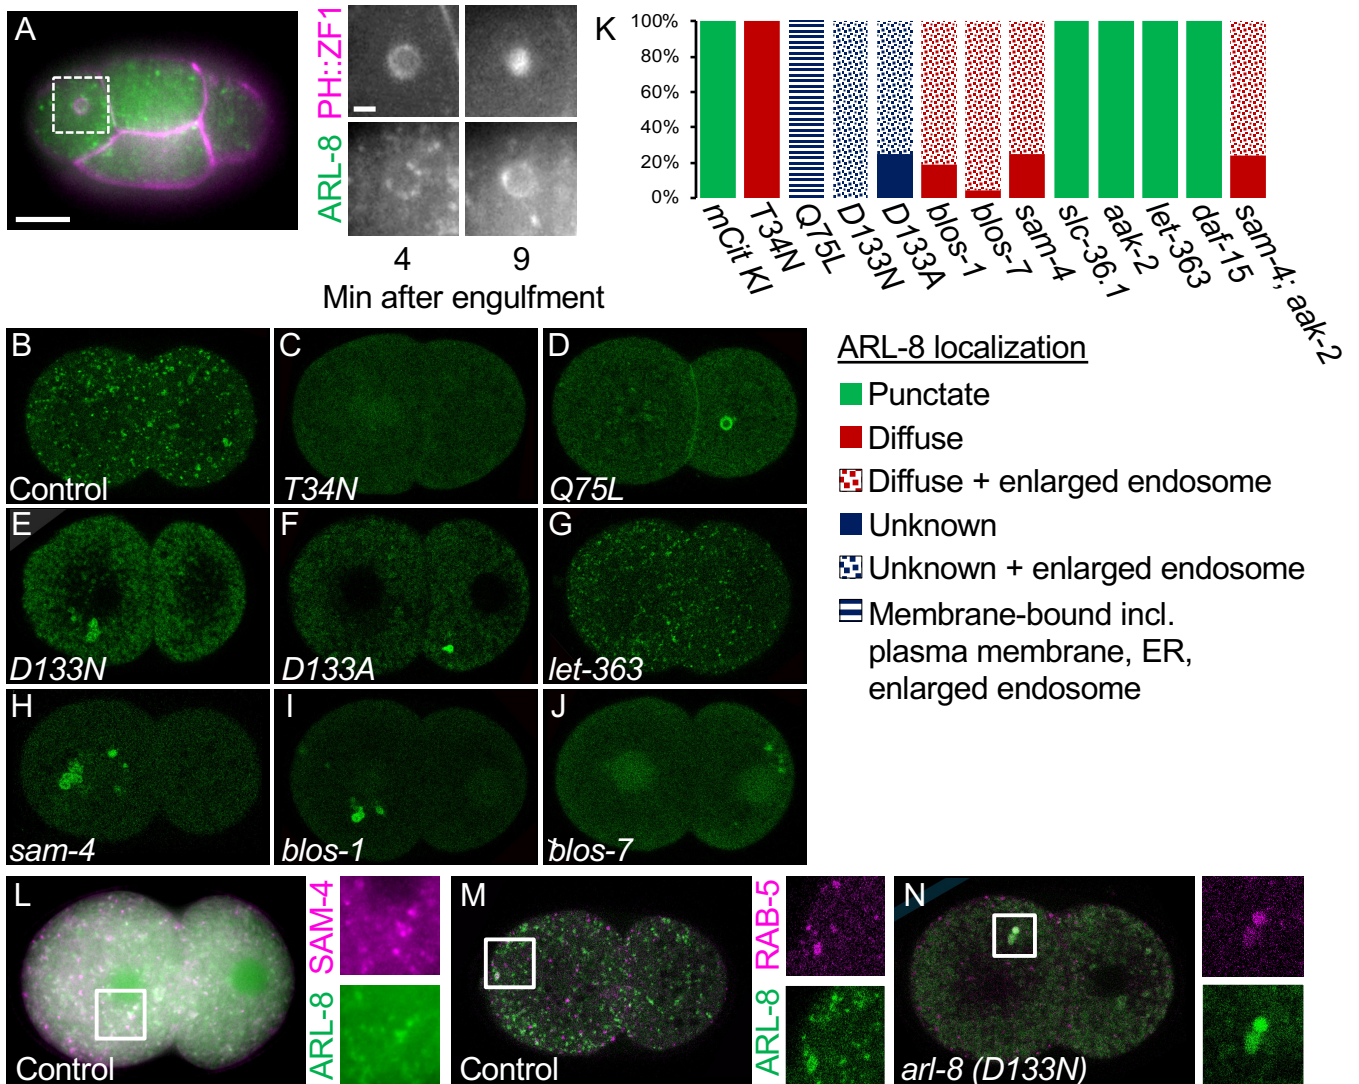 A
PH::ZF1
ARL-8
4
9
Min after engulfment
K
100%
80%
60%
40%
20%
0%
mCit KI
T34N
Q75L
D133N
D133A
blos-1
blos-7
sam-4
slc-36.1
aak-2
let-363
daf-15
sam-4; aak-2
ARL-8 localization
Punctate
Diffuse
Diffuse + enlarged endosome
Unknown
Unknown + enlarged endosome
Membrane-bound incl.
plasma membrane, ER,
enlarged endosome
B
Control
C
T34N
D
Q75L
E
D133N
F
D133A
G
let-363
H
sam-4
I
blos-1
J
blos-7
L
Control
SAM-4
ARL-8
M
Control
RAB-5
ARL-8
N
arl-8 (D133N)